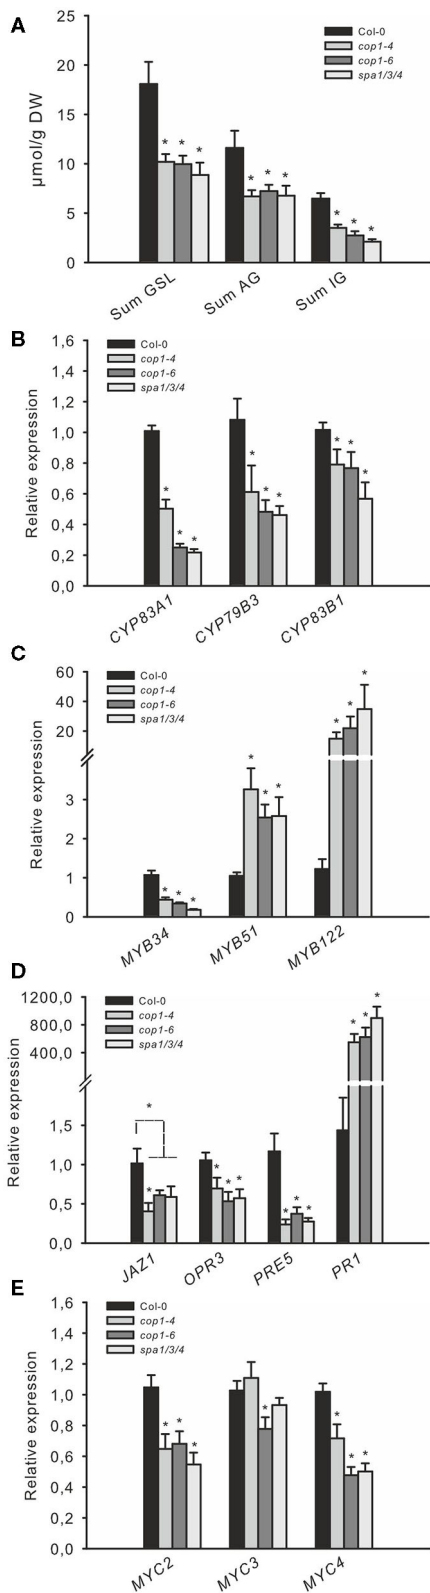 A
25
20
15
10
5
0
µmol/g DW
Col-0
cop1-4
cop1-6
spa1/3/4
* * *
* * *
* * *
Sum GSL
Sum AG
Sum IG
B
1,6
1,4
1,2
1,0
0,8
0,6
0,4
0,2
0,0
Relative expression
Col-0
cop1-4
cop1-6
spa1/3/4
* * *
* * *
* * *
CYP83A1
CYP79B3
CYP83B1
C
60
40
20
3
2
1
0
Relative expression
Col-0
cop1-4
cop1-6
spa1/3/4
* * *
* * *
* * *
MYB34
MYB51
MYB122
D
1200,0
800,0
400,0
1,5
1,0
0,5
0,0
Relative expression
Col-0
cop1-4
cop1-6
spa1/3/4
*
*
* * *
* * *
* * *
JAZ1
OPR3
PRE5
PR1
E
1,6
1,4
1,2
1,0
0,8
0,6
0,4
0,2
0,0
Relative expression
Col-0
cop1-4
cop1-6
spa1/3/4
* * *
*
* * *
MYC2
MYC3
MYC4